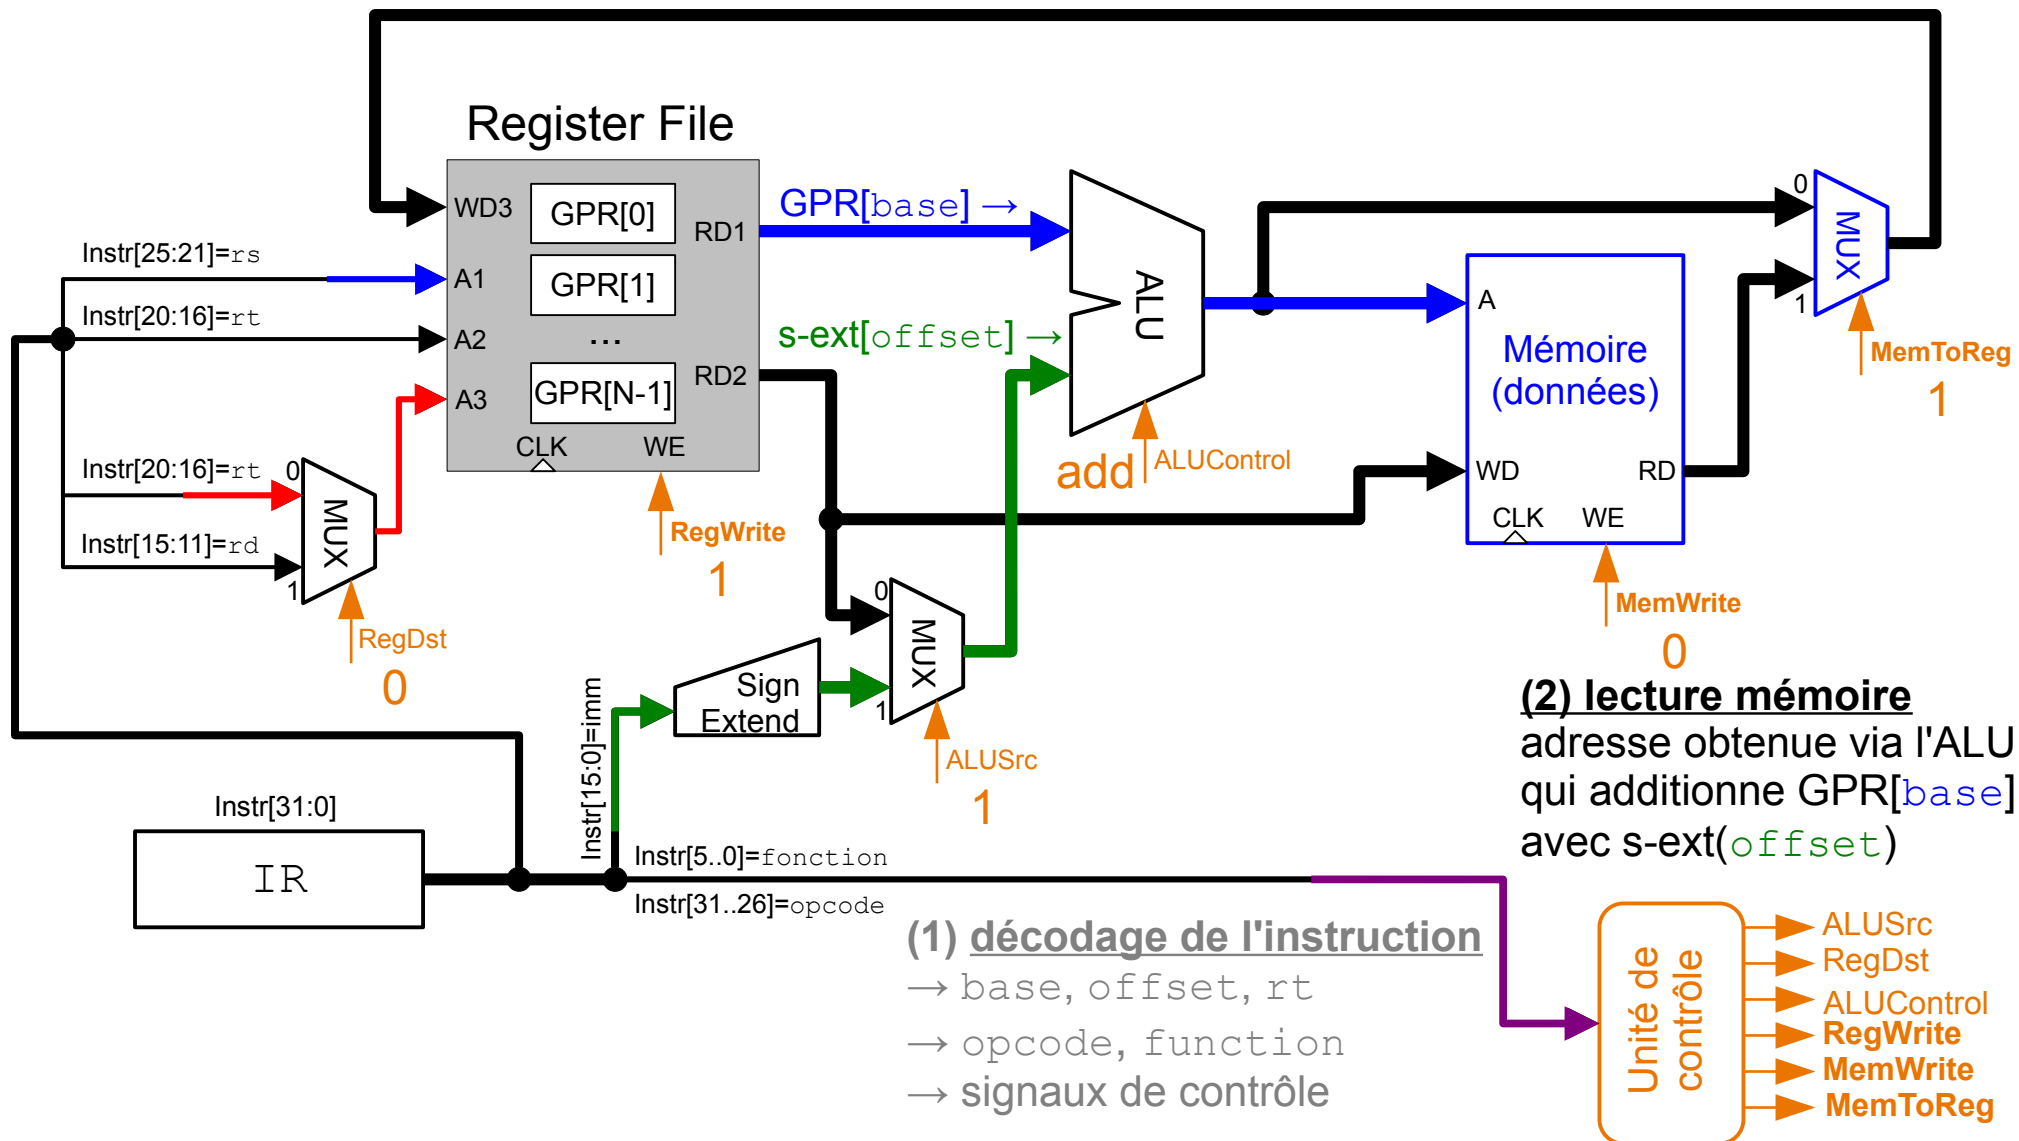 Register File
WD3
GPR[0]
RD1
GPR[base] →
0
MUX
1
Instr[25:21]=rs
A1
GPR[1]
ALU
A
Instr[20:16]=rt
A2
...
s-ext[offset] →
Mémoire
(données)
MemToReg
1
A3
GPR[N-1]
RD2
CLK
WE
add
ALUControl
WD
RD
CLK
WE
Instr[20:16]=rt
0
MUX
Instr[15:11]=rd
1
RegWrite
1
RegDst
0
0
MUX
1
MemWrite
0
Sign
Extend
ALUSrc
1
Instr[15:0]=imm
(2) lecture mémoire
adresse obtenue via l'ALU
qui additionne GPR[base]
avec s-ext(offset)
Instr[31:0]
IR
Instr[5..0]=fonction
Instr[31..26]=opcode
(1) décodage de l'instruction
→ base, offset, rt
→ opcode, function
→ signaux de contrôle
Unité de
contrôle
ALUSrc
RegDst
ALUControl
RegWrite
MemWrite
MemToReg